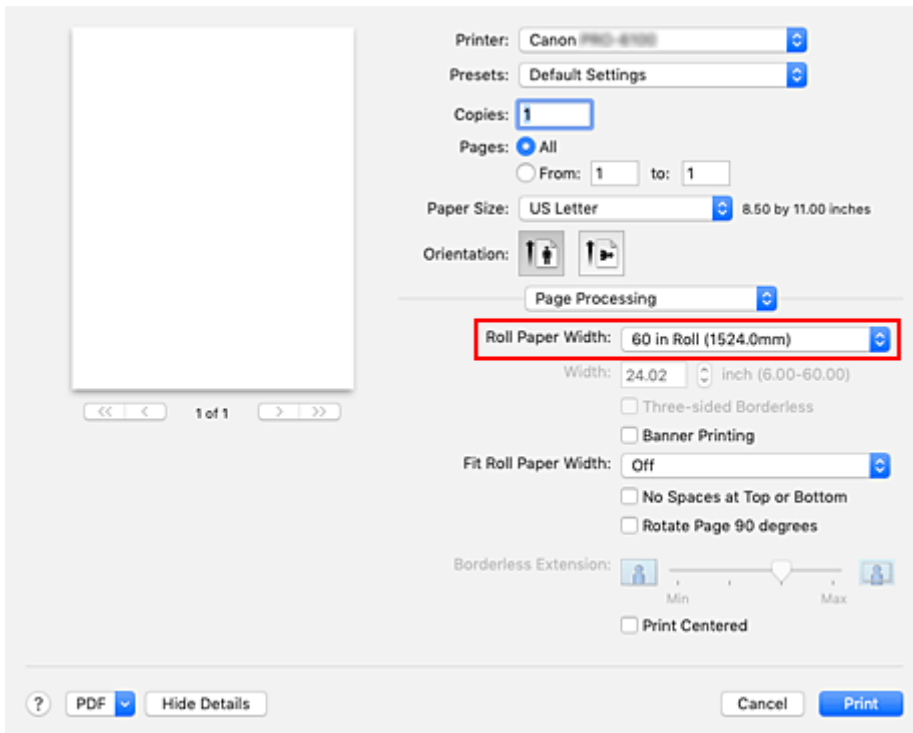 Printer: Canon
Presets: Default Settings
Copies: 1
Pages: All
From: 1 to: 1
Paper Size: US Letter 8.50 by 11.00 inches
Orientation:
Page Processing
Roll Paper Width: 60 in Roll (1524.0mm)
Width: 24.02 inch (6.00-60.00)
<< < 1 of 1 > >>
Three-sided Borderless
Banner Printing
Fit Roll Paper Width: Off
No Spaces at Top or Bottom
Rotate Page 90 degrees
Borderless Extension:
Min Max
Print Centered
? PDF Hide Details Cancel Print